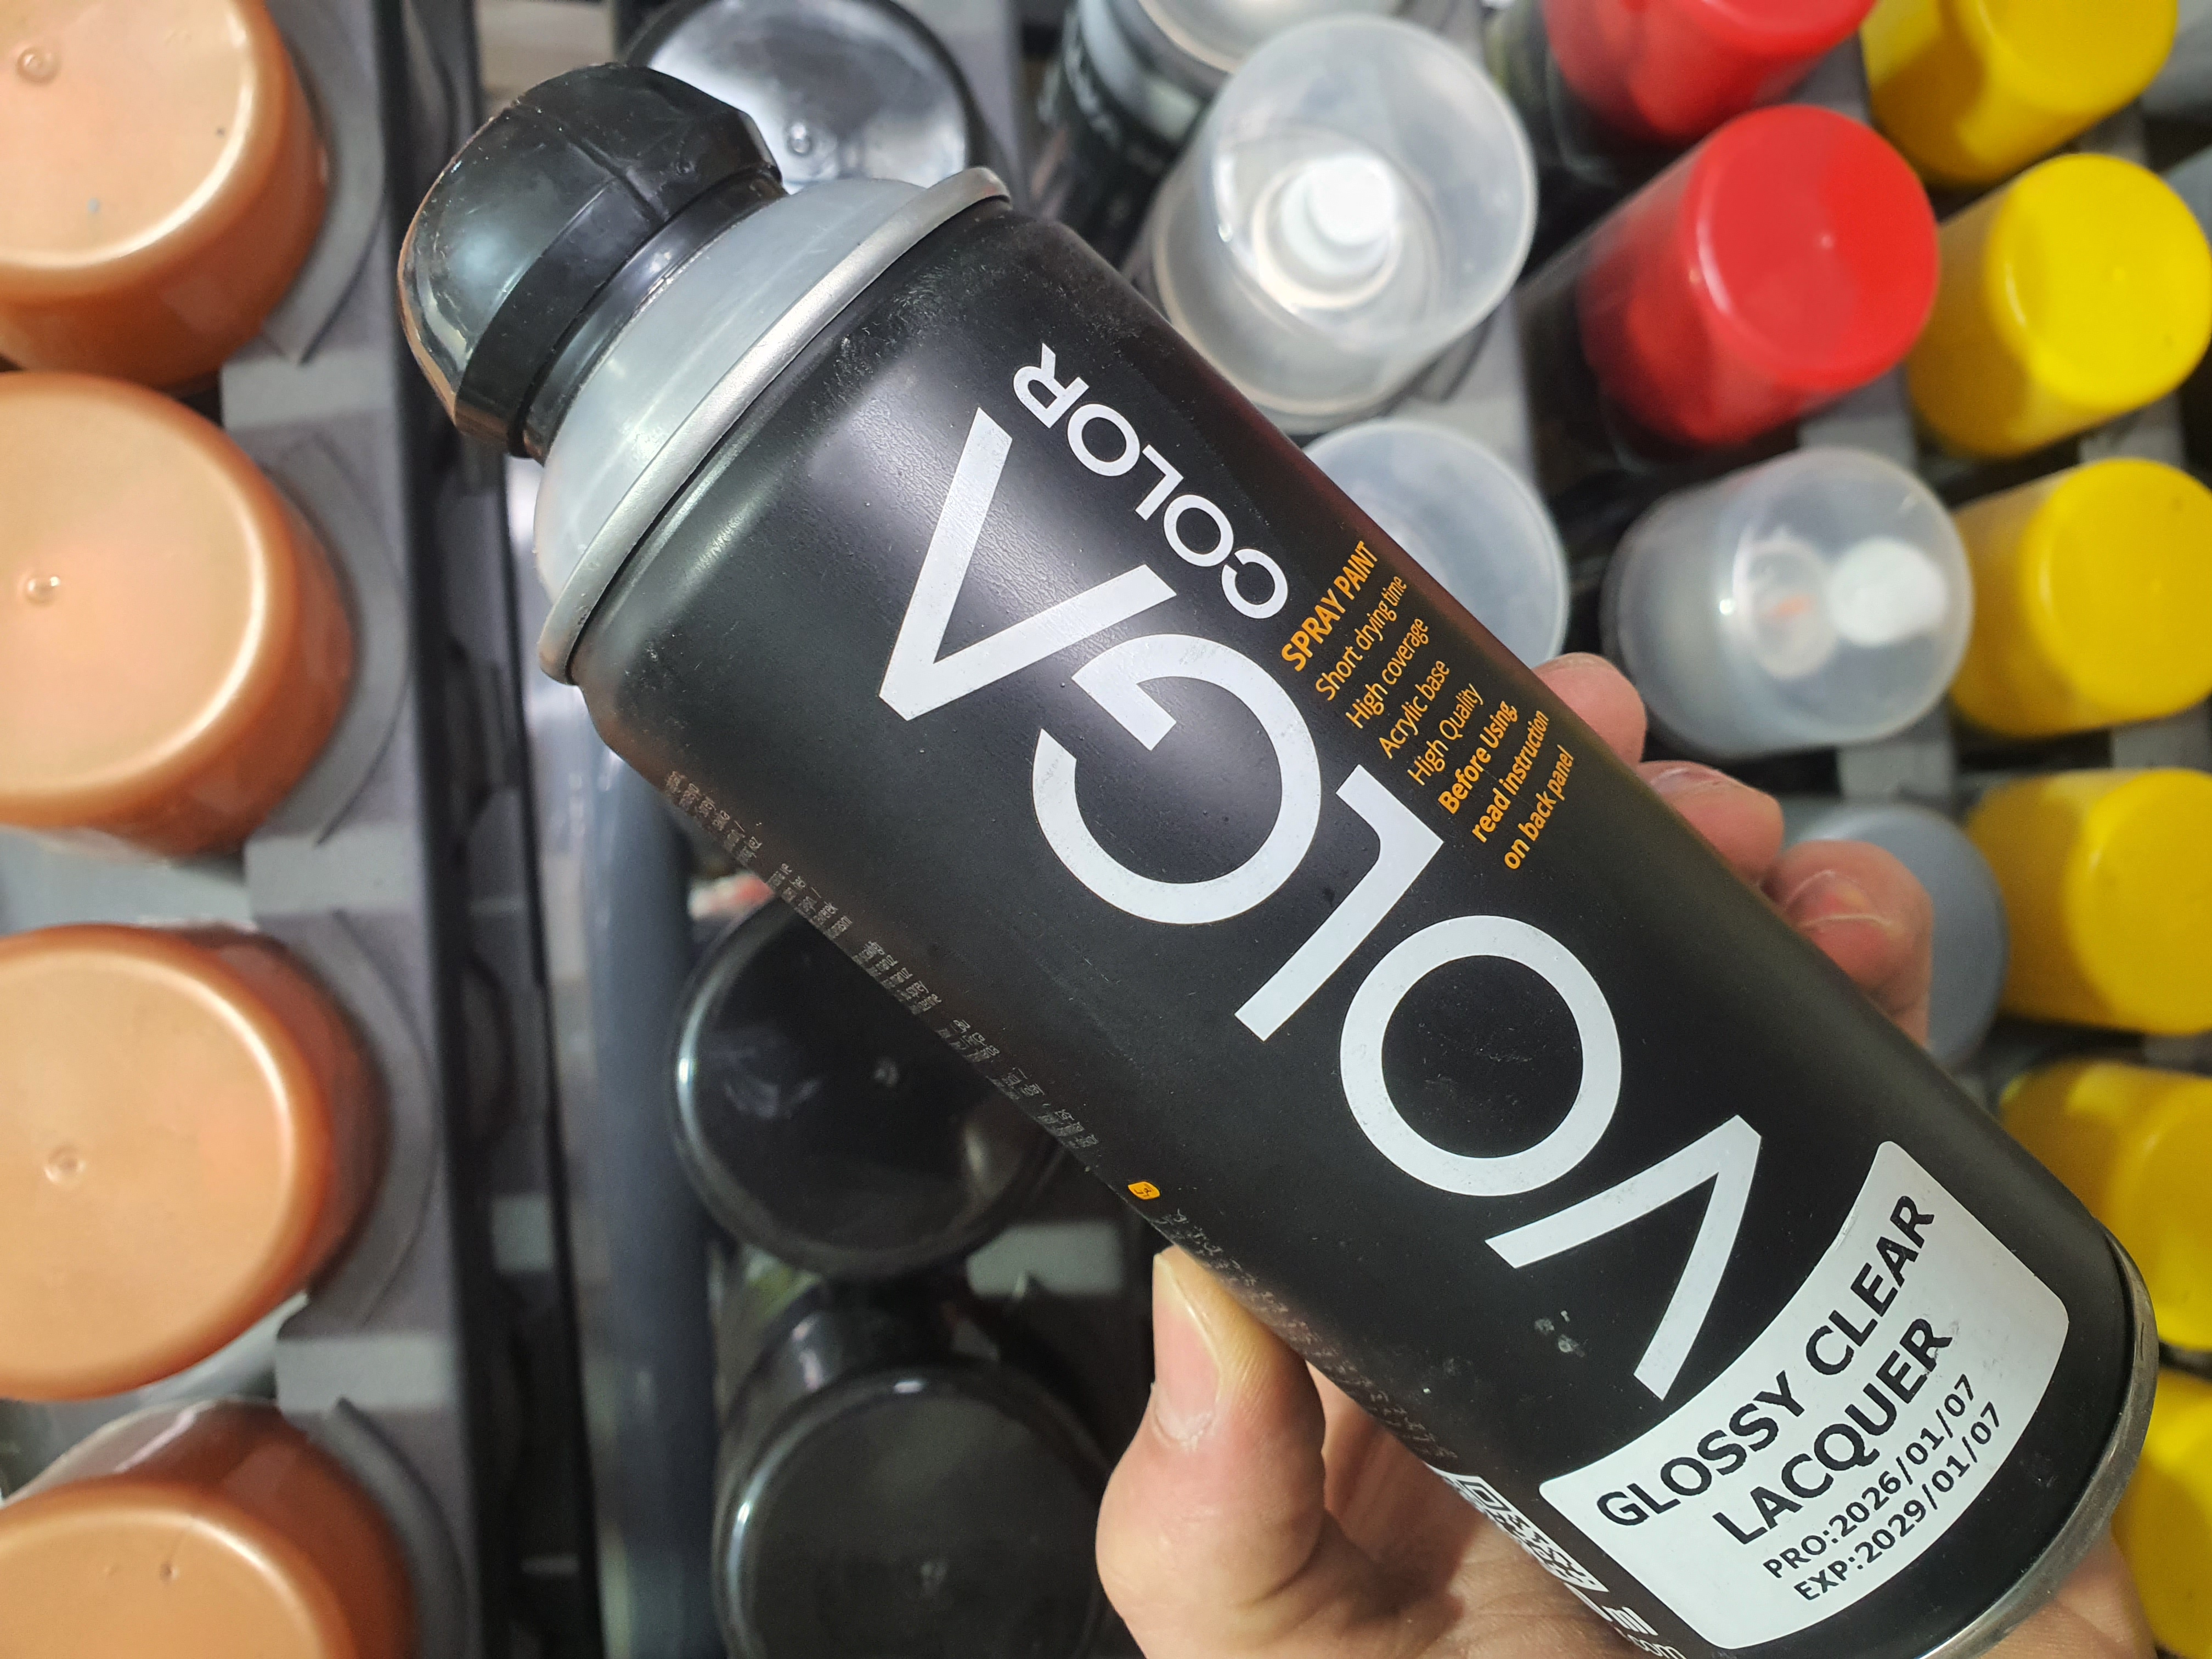 VOLGA
COLOR
SPRAY PAINT
Short drying time
High coverage
Acrylic base
High Quality
Before Using,
read instruction
on back panel
GLOSSY CLEAR
LACQUER
PRO:2026/01/07
EXP:2029/01/07